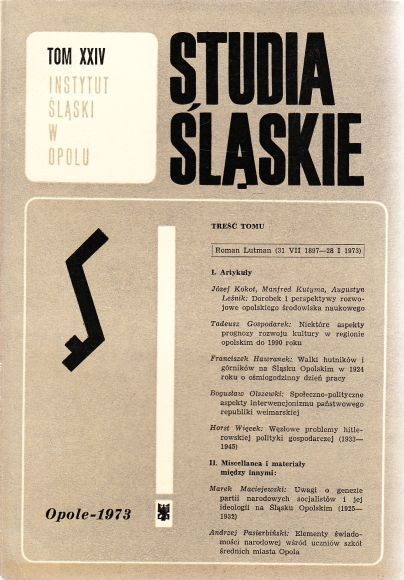 TOM XXIV
INSTYTUT
ŚLĄSKI
W
OPOLU
STUDIA
ŚLĄSKIE
TREŚĆ TOMU
Roman Lutman (31 VII 1897—28 I 1973)
I. Artykuły
Józef Kokot, Manfred Kutyma, Augustyn
Leśnik: Dorobek i perspektywy rozwo-
jowe opolskiego środowiska naukowego
Tadeusz Gospodarek: Niektóre aspekty
prognozy rozwoju kultury w regionie
opolskim do 1990 roku
Franciszek Hawranek: Walki hutników i
górników na Śląsku Opolskim w 1924
roku o ośmiogodzinny dzień pracy
Bogusław Olszewski: Społeczno-polityczne
aspekty interwencjonizmu państwowego
republiki weimarskiej
Horst Więcek: Węzłowe problemy hitle-
rowskiej polityki gospodarczej (1933—
1945)
II. Miscellanea i materiały
między innymi:
Marek Maciejewski: Uwagi o genezie
partii narodowych socjalistów i jej
ideologii na Śląsku Opolskim (1925—
1932)
Andrzej Pasierbiński: Elementy świado-
mości narodowej wśród uczniów szkół
średnich miasta Opola
Opole-1973